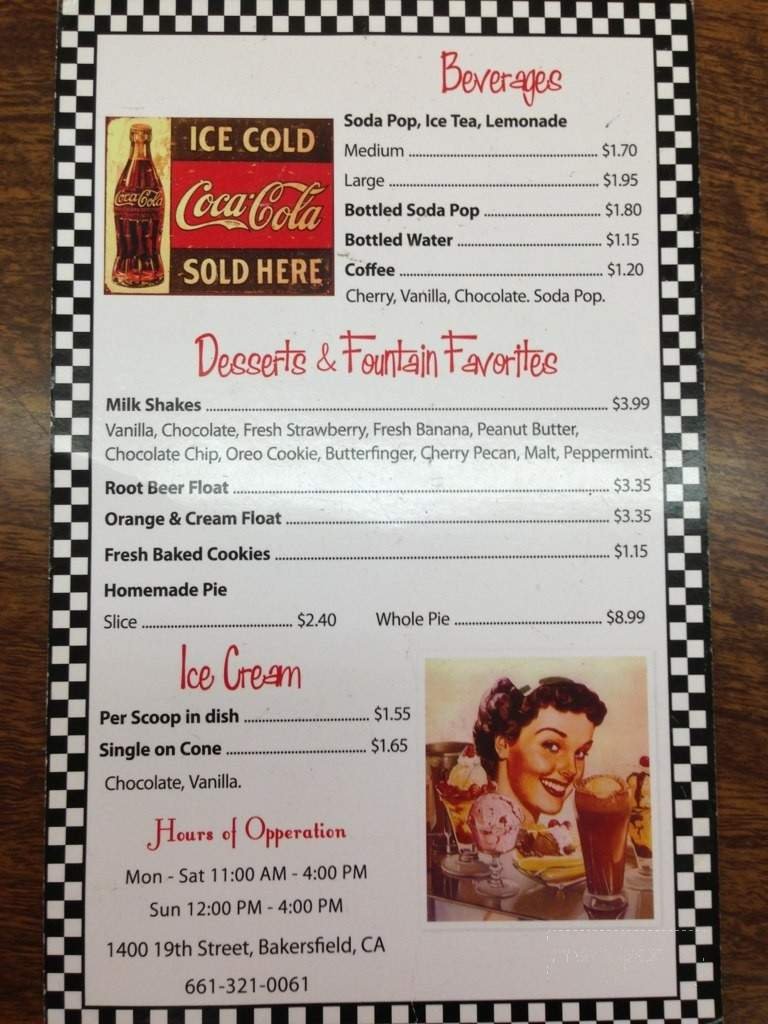 Beverages
ICE COLD
Coca-Cola
Coca-Cola
SOLD HERE
Soda Pop, Ice Tea, Lemonade
Medium ........ $1.70
Large ........ $1.95
Bottled Soda Pop ........ $1.80
Bottled Water ........ $1.15
Coffee ........ $1.20
Cherry, Vanilla, Chocolate. Soda Pop.
Desserts & Fountain Favorites
Milk Shakes ........ $3.99
Vanilla, Chocolate, Fresh Strawberry, Fresh Banana, Peanut Butter,
Chocolate Chip, Oreo Cookie, Butterfinger, Cherry Pecan, Malt, Peppermint.
Root Beer Float ........ $3.35
Orange & Cream Float ........ $3.35
Fresh Baked Cookies ........ $1.15
Homemade Pie
Slice ........ $2.40 Whole Pie ........ $8.99
Ice Cream
Per Scoop in dish ........ $1.55
Single on Cone ........ $1.65
Chocolate, Vanilla.
Hours of Opperation
Mon - Sat 11:00 AM - 4:00 PM
Sun 12:00 PM - 4:00 PM
1400 19th Street, Bakersfield, CA
661-321-0061